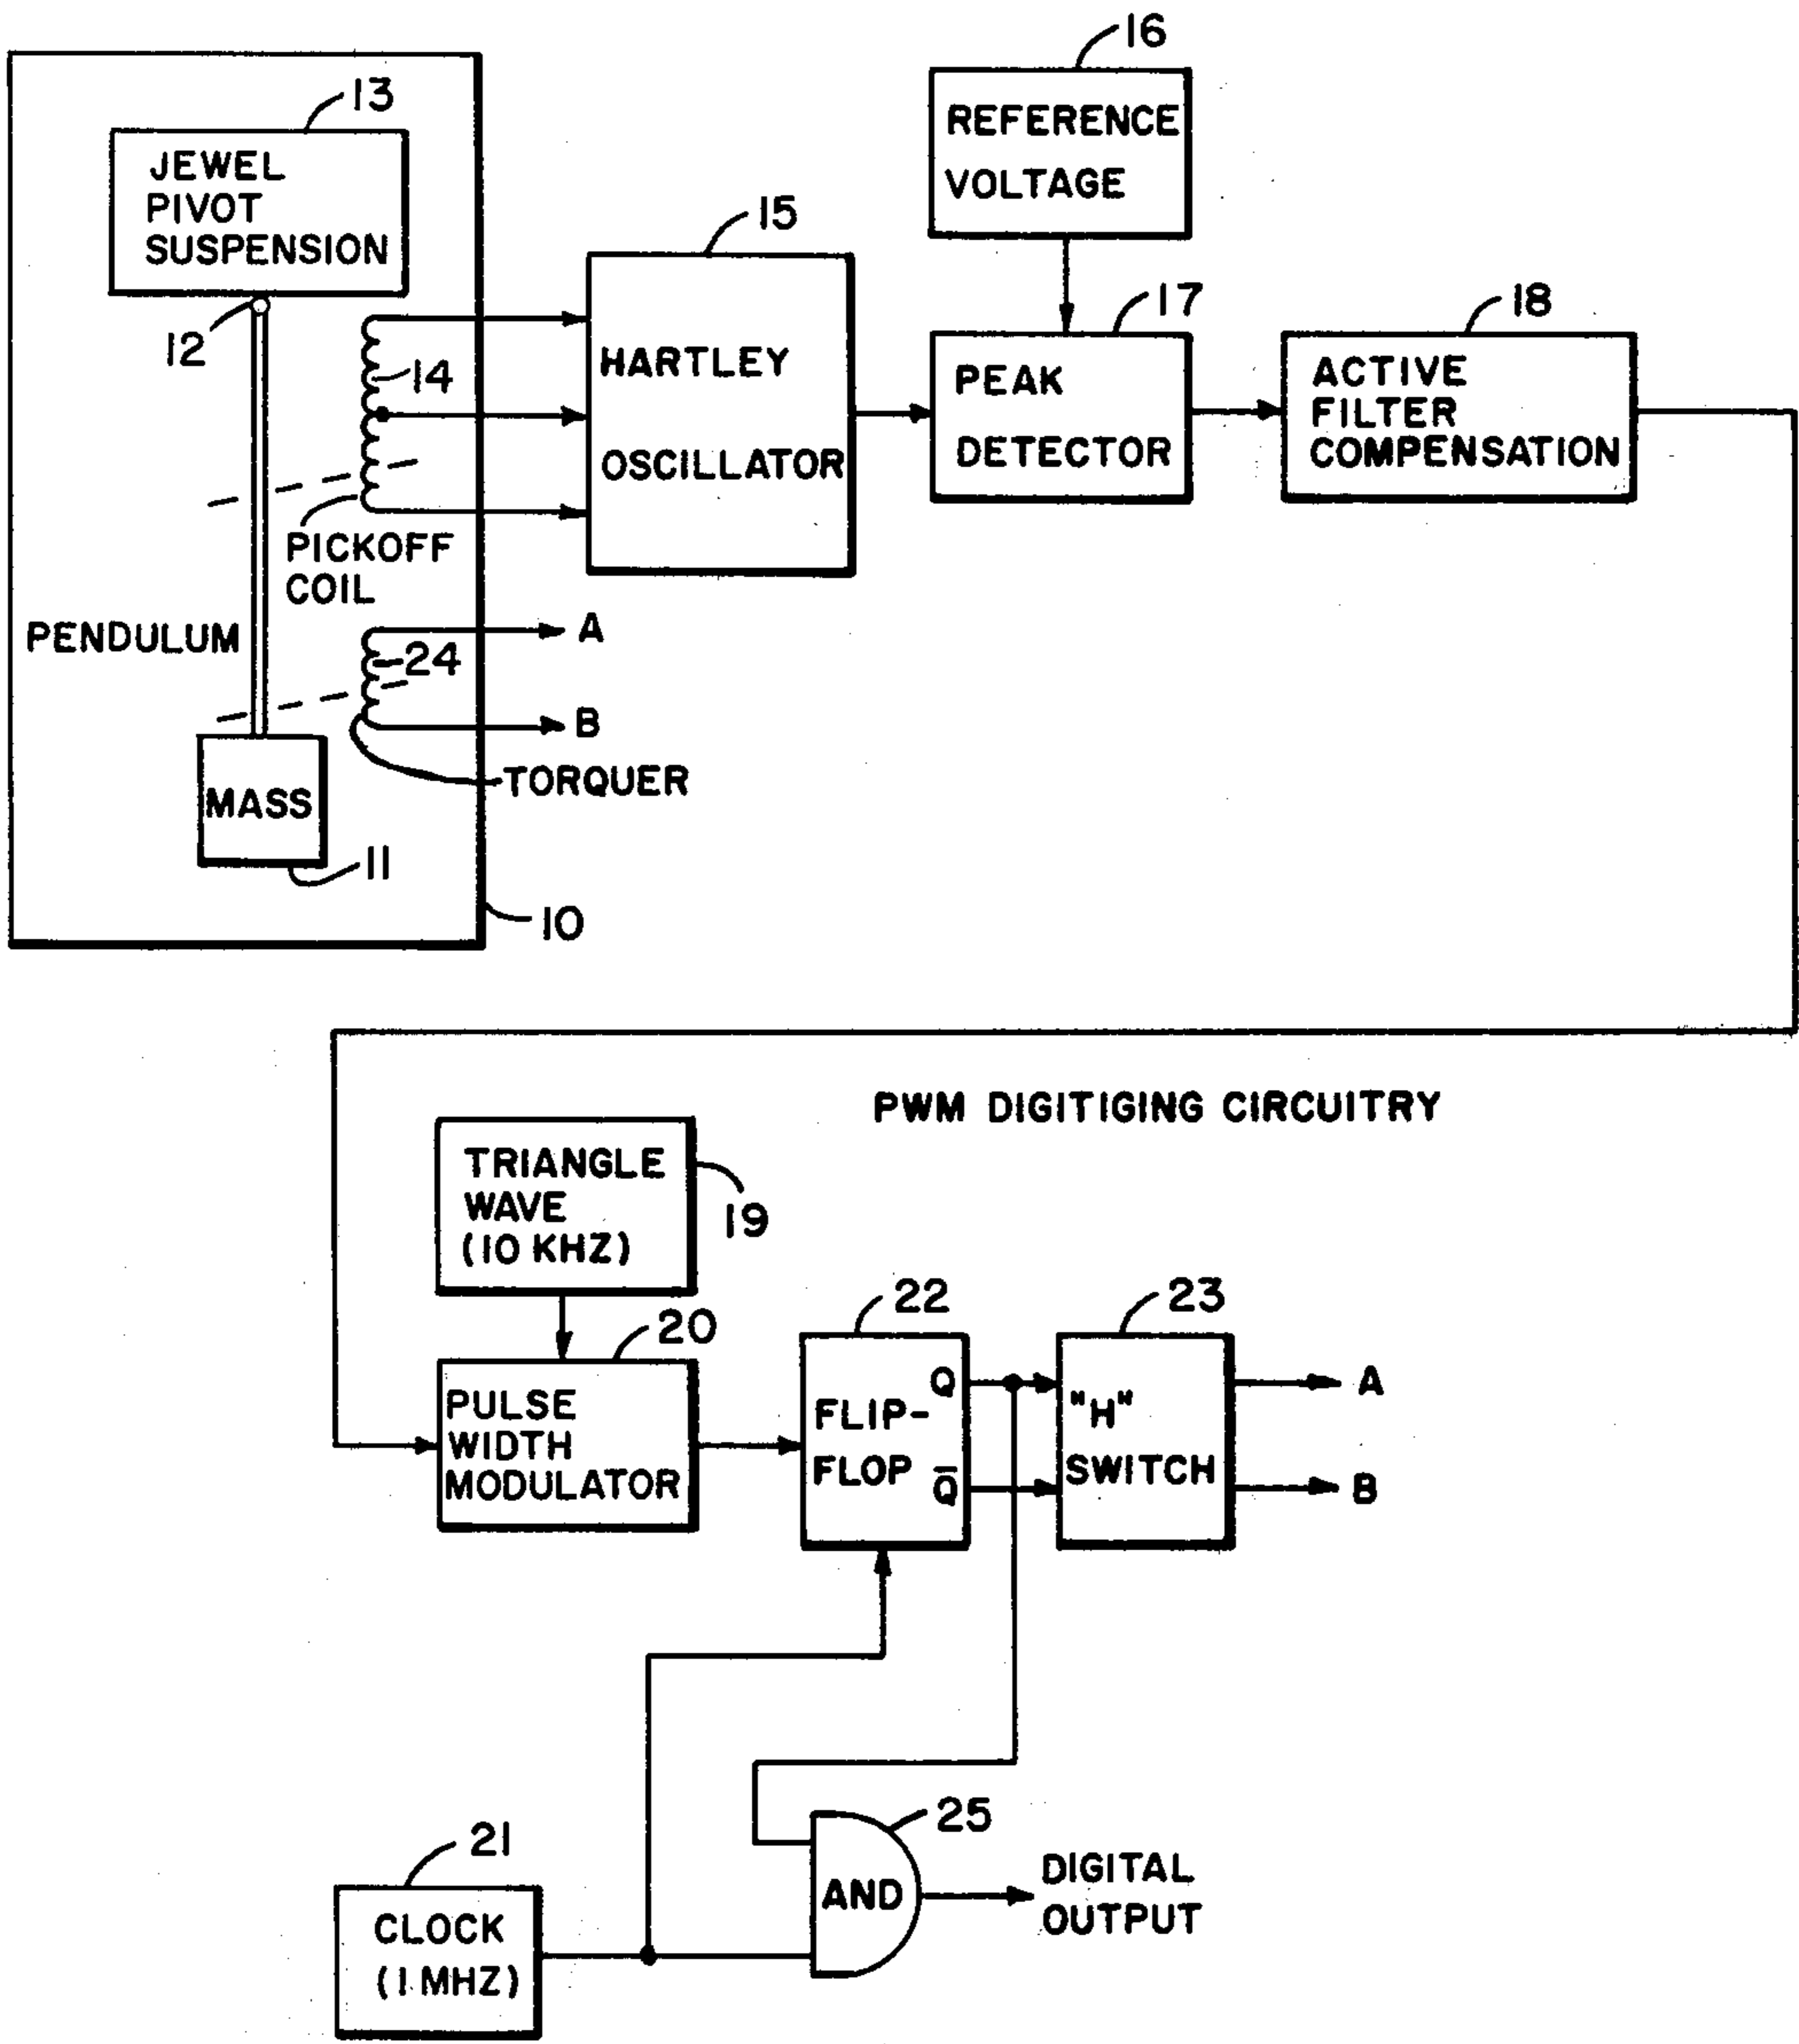 16
REFERENCE
VOLTAGE
13
JEWEL
PIVOT
SUSPENSION
15
HARTLEY
OSCILLATOR
17
PEAK
DETECTOR
18
ACTIVE
FILTER
COMPENSATION
12
14
PICKOFF
COIL
PENDULUM
24
A
B
TORQUER
MASS
11
10
PWM DIGITIGING CIRCUITRY
TRIANGLE
WAVE
(10 KHZ)
19
20
PULSE
WIDTH
MODULATOR
22
FLIP-
FLOP
Q
Q̅
23
"H"
SWITCH
A
B
25
AND
DIGITAL
OUTPUT
21
CLOCK
(1 MHZ)